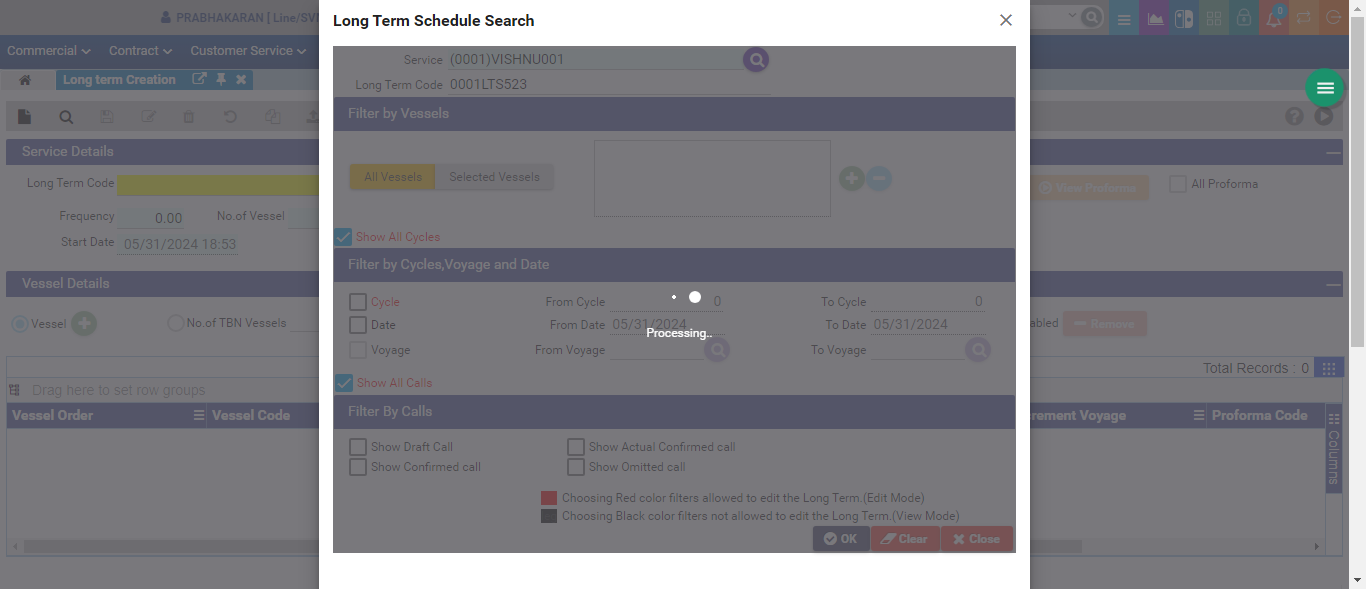 PRABHAKARAN | Line/SVN
0
Commercial
Contract
Customer Service
Long term Creation
Service Details
Long Term Code
View Proforma
All Proforma
Frequency 0.00 No.of Vessel
Start Date 05/31/2024 18:53
Vessel Details
Vessel
No.of TBN Vessels
abled
Remove
Total Records : 0
Drag here to set row groups
Vessel Order Vessel Code
crement Voyage Proforma Code
Columns
Long Term Schedule Search
Service (0001)VISHNU001
Long Term Code 0001LTS523
Filter by Vessels
All Vessels Selected Vessels
Show All Cycles
Filter by Cycles,Voyage and Date
Cycle From Cycle 0 To Cycle 0
Date From Date 05/31/2024 To Date 05/31/2024
Processing..
Voyage From Voyage To Voyage
Show All Calls
Filter By Calls
Show Draft Call Show Actual Confirmed call
Show Confirmed call Show Omitted call
Choosing Red color filters allowed to edit the Long Term.(Edit Mode)
Choosing Black color filters not allowed to edit the Long Term.(View Mode)
OK Clear Close